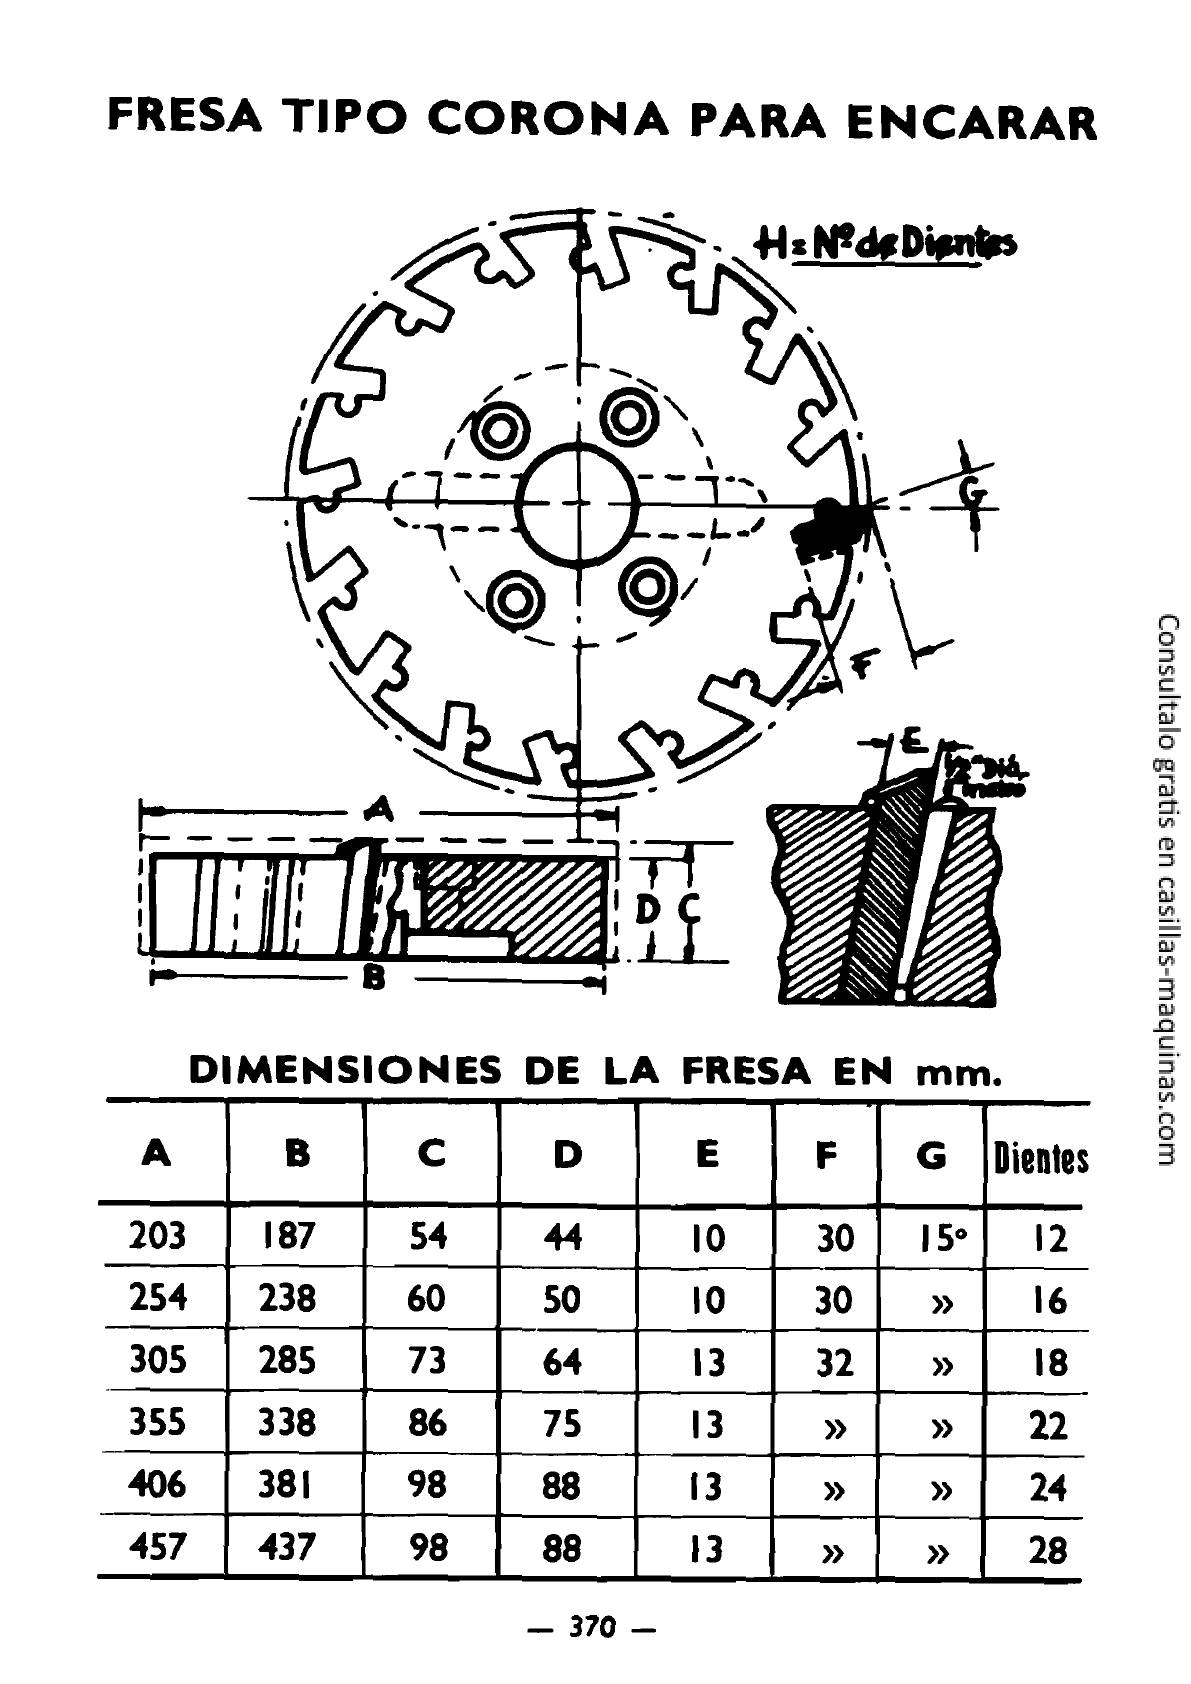 FRESA TIPO CORONA PARA ENCARAR
H = Nº de Dientes
G
F
E
1/2" Diá-
metro
A
D C
B
Consultalo gratis en casillas-maquinas.com
DIMENSIONES DE LA FRESA EN mm.
A B C D E F G Dientes
203 187 54 44 10 30 15° 12
254 238 60 50 10 30 » 16
305 285 73 64 13 32 » 18
355 338 86 75 13 » » 22
406 381 98 88 13 » » 24
457 437 98 88 13 » » 28
— 370 —